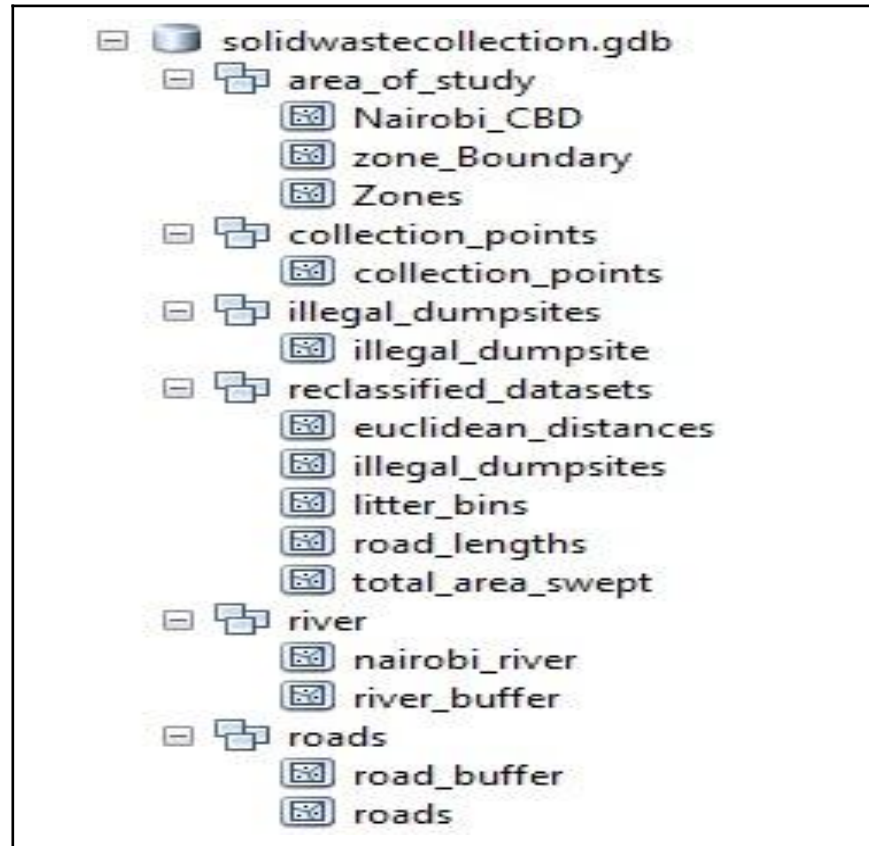 solidwastecollection.gdb
area_of_study
Nairobi_CBD
zone_Boundary
Zones
collection_points
collection_points
illegal_dumpsites
illegal_dumpsite
reclassified_datasets
euclidean_distances
illegal_dumpsites
litter_bins
road_lengths
total_area_swept
river
nairobi_river
river_buffer
roads
road_buffer
roads